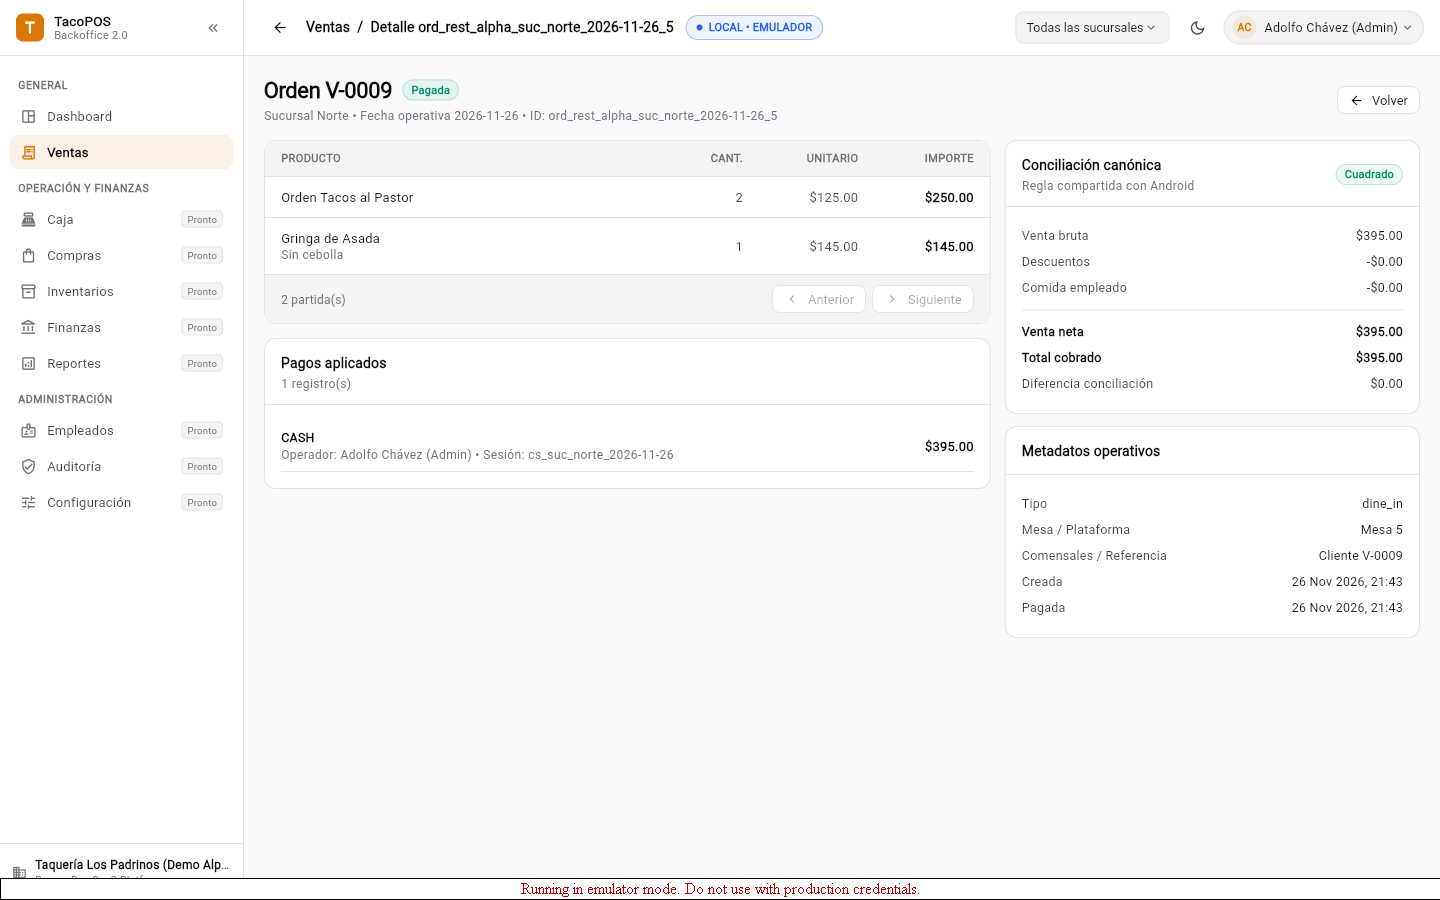 T
TacoPOS
Backoffice 2.0
GENERAL
Dashboard
Ventas
OPERACIÓN Y FINANZAS
Caja Pronto
Compras Pronto
Inventarios Pronto
Finanzas Pronto
Reportes Pronto
ADMINISTRACIÓN
Empleados Pronto
Auditoría Pronto
Configuración Pronto
Taquería Los Padrinos (Demo Alp...
Ventas / Detalle ord_rest_alpha_suc_norte_2026-11-26_5 • LOCAL • EMULADOR
Todas las sucursales
AC Adolfo Chávez (Admin)
Orden V-0009 Pagada
Sucursal Norte • Fecha operativa 2026-11-26 • ID: ord_rest_alpha_suc_norte_2026-11-26_5
Volver
PRODUCTO CANT. UNITARIO IMPORTE
Orden Tacos al Pastor 2 $125.00 $250.00
Gringa de Asada 1 $145.00 $145.00
Sin cebolla
2 partida(s) Anterior Siguiente
Pagos aplicados
1 registro(s)
CASH $395.00
Operador: Adolfo Chávez (Admin) • Sesión: cs_suc_norte_2026-11-26
Conciliación canónica
Regla compartida con Android
Cuadrado
Venta bruta $395.00
Descuentos -$0.00
Comida empleado -$0.00
Venta neta $395.00
Total cobrado $395.00
Diferencia conciliación $0.00
Metadatos operativos
Tipo dine_in
Mesa / Plataforma Mesa 5
Comensales / Referencia Cliente V-0009
Creada 26 Nov 2026, 21:43
Pagada 26 Nov 2026, 21:43
Running in emulator mode. Do not use with production credentials.